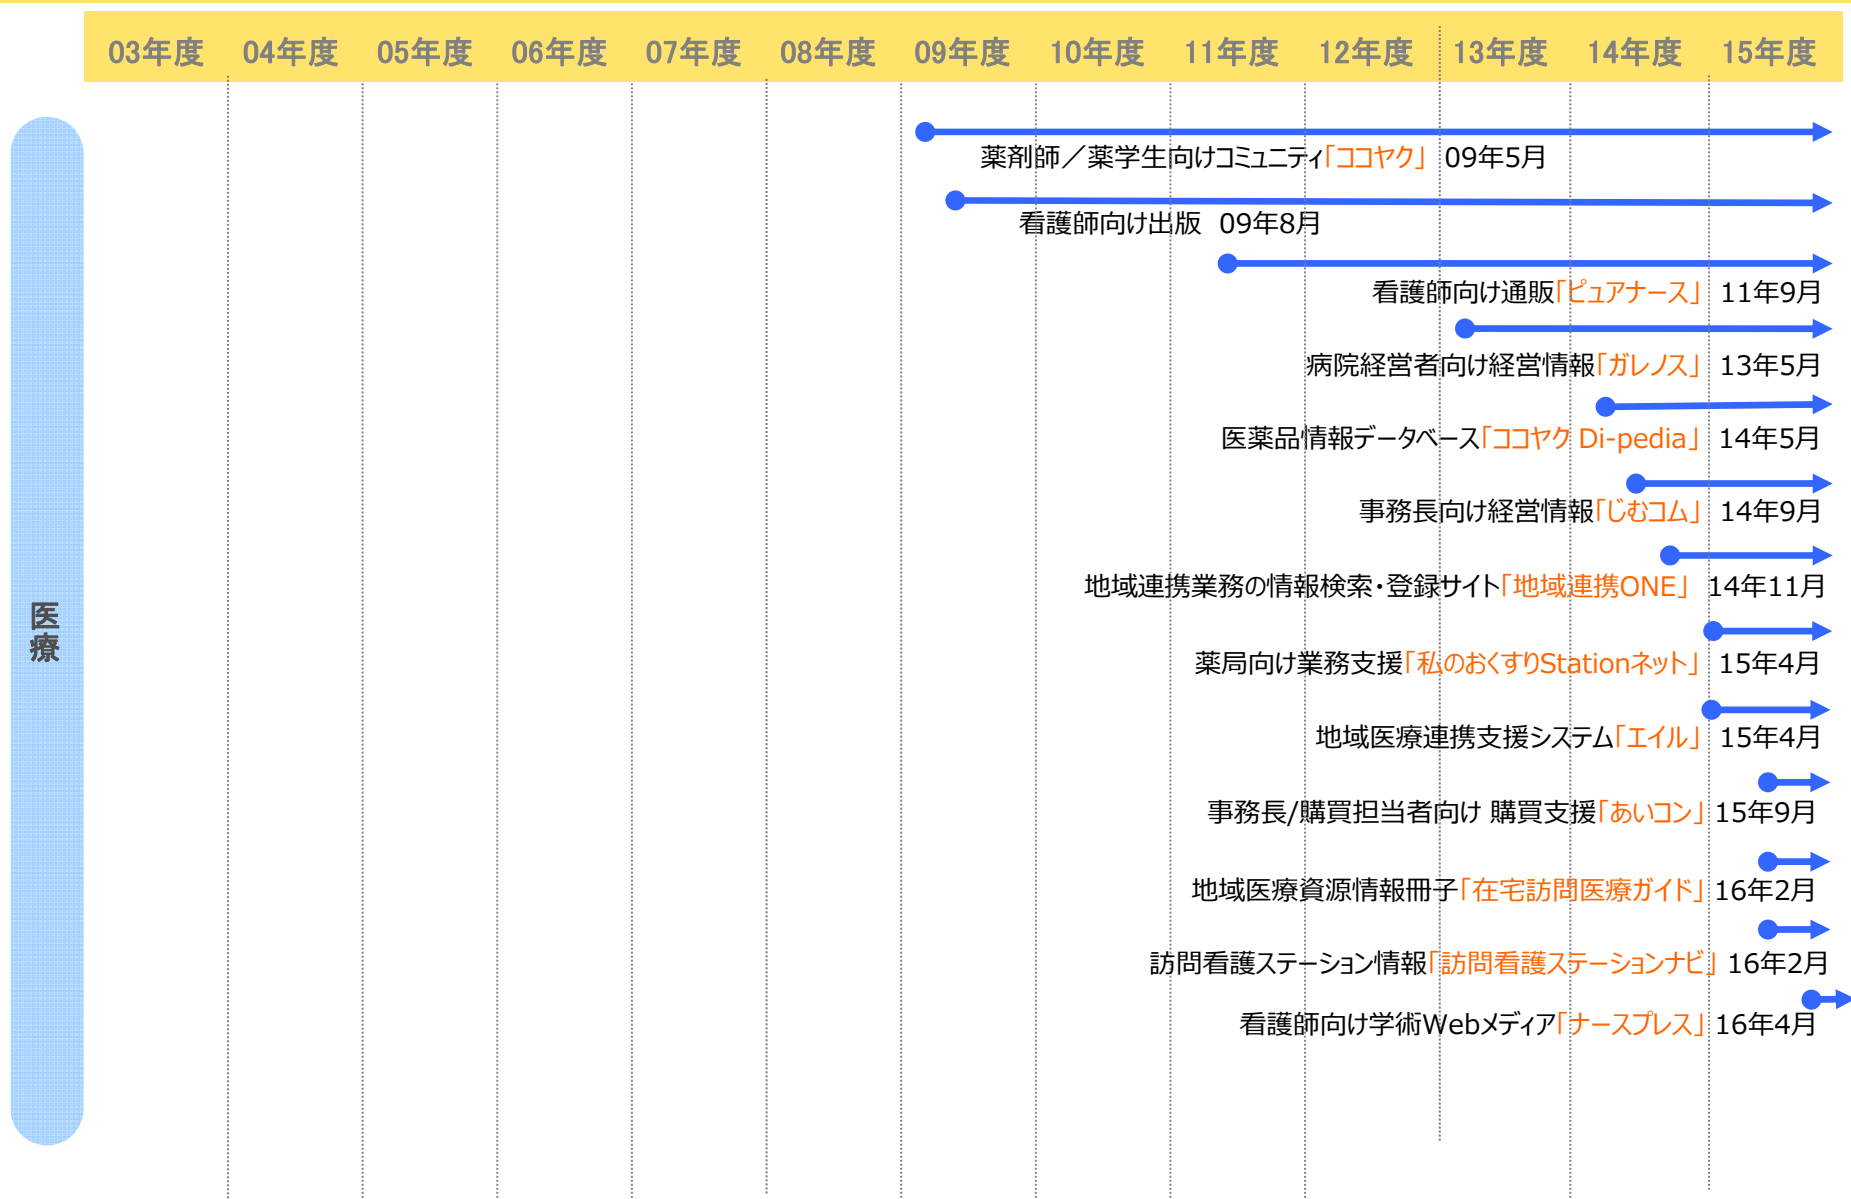 03年度 04年度 05年度 06年度 07年度 08年度 09年度 10年度 11年度 12年度 13年度 14年度 15年度
医療
薬剤師／薬学生向けコミュニティ「ココヤク」 09年5月
看護師向け出版 09年8月
看護師向け通販「ピュアナース」 11年9月
病院経営者向け経営情報「ガレノス」 13年5月
医薬品情報データベース「ココヤク Di-pedia」 14年5月
事務長向け経営情報「じむコム」 14年9月
地域連携業務の情報検索・登録サイト「地域連携ONE」 14年11月
薬局向け業務支援「私のおくすりStationネット」 15年4月
地域医療連携支援システム「エイル」 15年4月
事務長/購買担当者向け 購買支援「あいコン」 15年9月
地域医療資源情報冊子「在宅訪問医療ガイド」 16年2月
訪問看護ステーション情報「訪問看護ステーションナビ」 16年2月
看護師向け学術Webメディア「ナースプレス」 16年4月